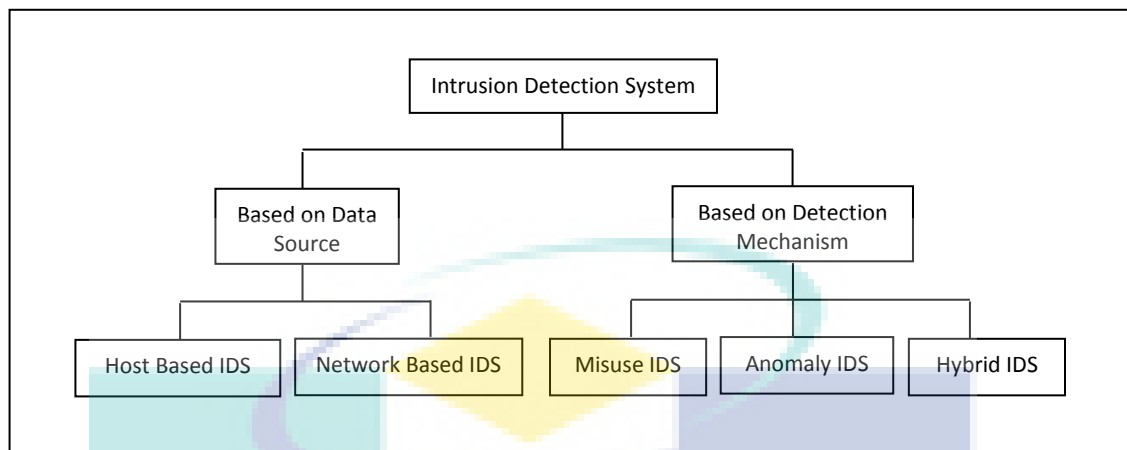 Intrusion Detection System
Based on Data
Source
Based on Detection
Mechanism
Host Based IDS
Network Based IDS
Misuse IDS
Anomaly IDS
Hybrid IDS